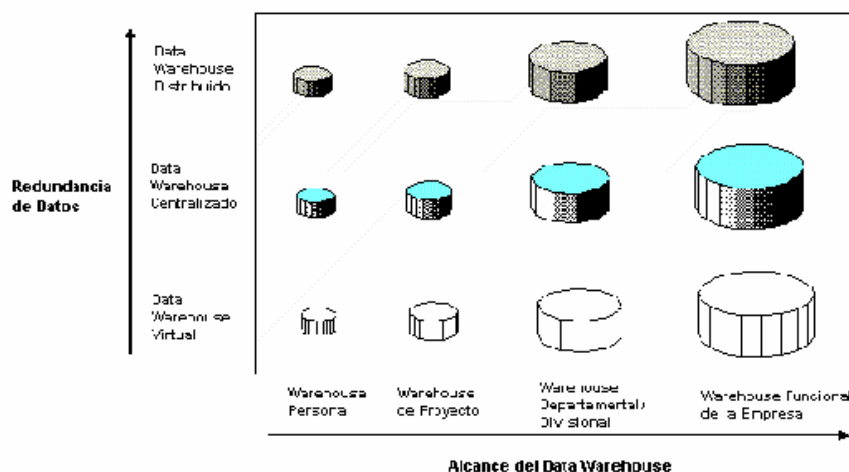 Data
Warehouse
Distribuido
Redundancia
de Datos
Data
Warehouse
Centralizado
Data
Warehouse
Virtual
Warehouse
Personal
Warehouse
de Proyecto
Warehouse
Departamental/
Divisional
Warehouse Funcional
de la Empresa
Alcance del Data Warehouse